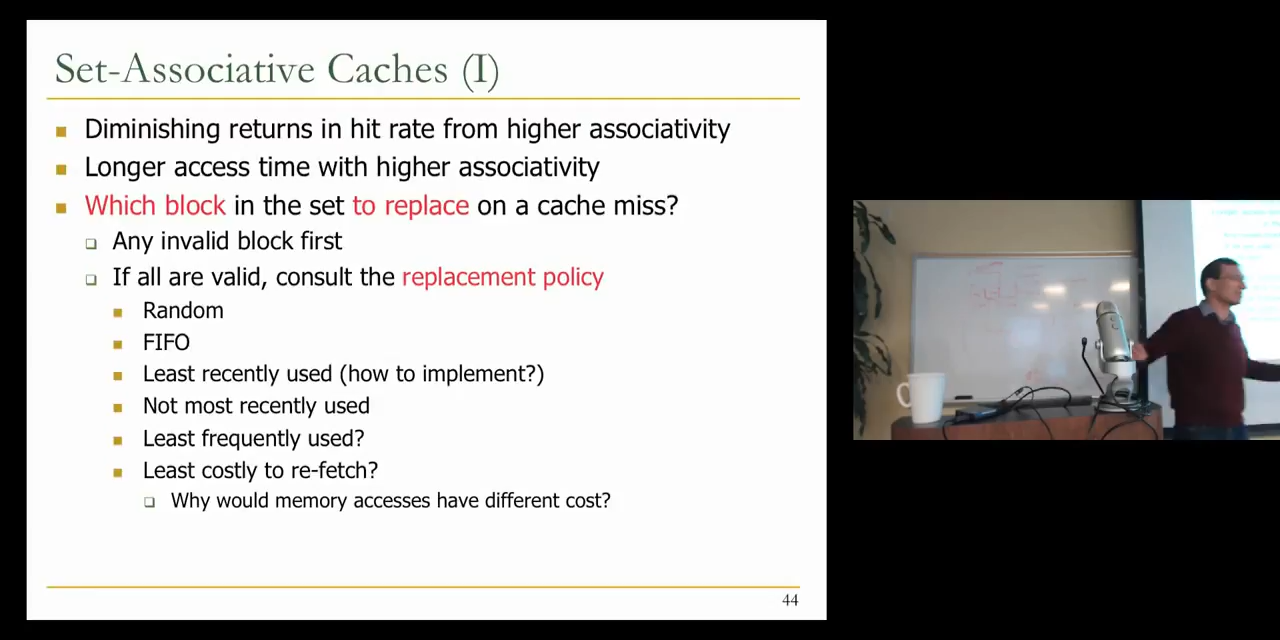 Set-Associative Caches (I)
Diminishing returns in hit rate from higher associativity
Longer access time with higher associativity
Which block in the set to replace on a cache miss?
Any invalid block first
If all are valid, consult the replacement policy
Random
FIFO
Least recently used (how to implement?)
Not most recently used
Least frequently used?
Least costly to re-fetch?
Why would memory accesses have different cost?
44